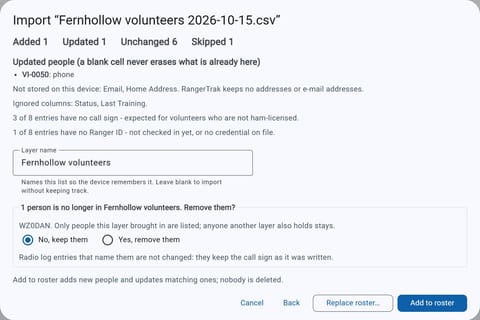 Import “Fernhollow volunteers 2026-10-15.csv”
Added 1 Updated 1 Unchanged 6 Skipped 1
Updated people (a blank cell never erases what is already here)
• VI-0050: phone
Not stored on this device: Email, Home Address. RangerTrak keeps no addresses or e-mail addresses.
Ignored columns: Status, Last Training.
3 of 8 entries have no call sign - expected for volunteers who are not ham-licensed.
1 of 8 entries have no Ranger ID - not checked in yet, or no credential on file.
Layer name
Fernhollow volunteers
Names this list so the device remembers it. Leave blank to import
without keeping track.
1 person is no longer in Fernhollow volunteers. Remove them?
WZ0DAN. Only people this layer brought in are listed; anyone another layer also holds stays.
No, keep them Yes, remove them
Radio log entries that name them are not changed: they keep the call sign as it was written.
Add to roster adds new people and updates matching ones; nobody is deleted.
Cancel Back Replace roster... Add to roster